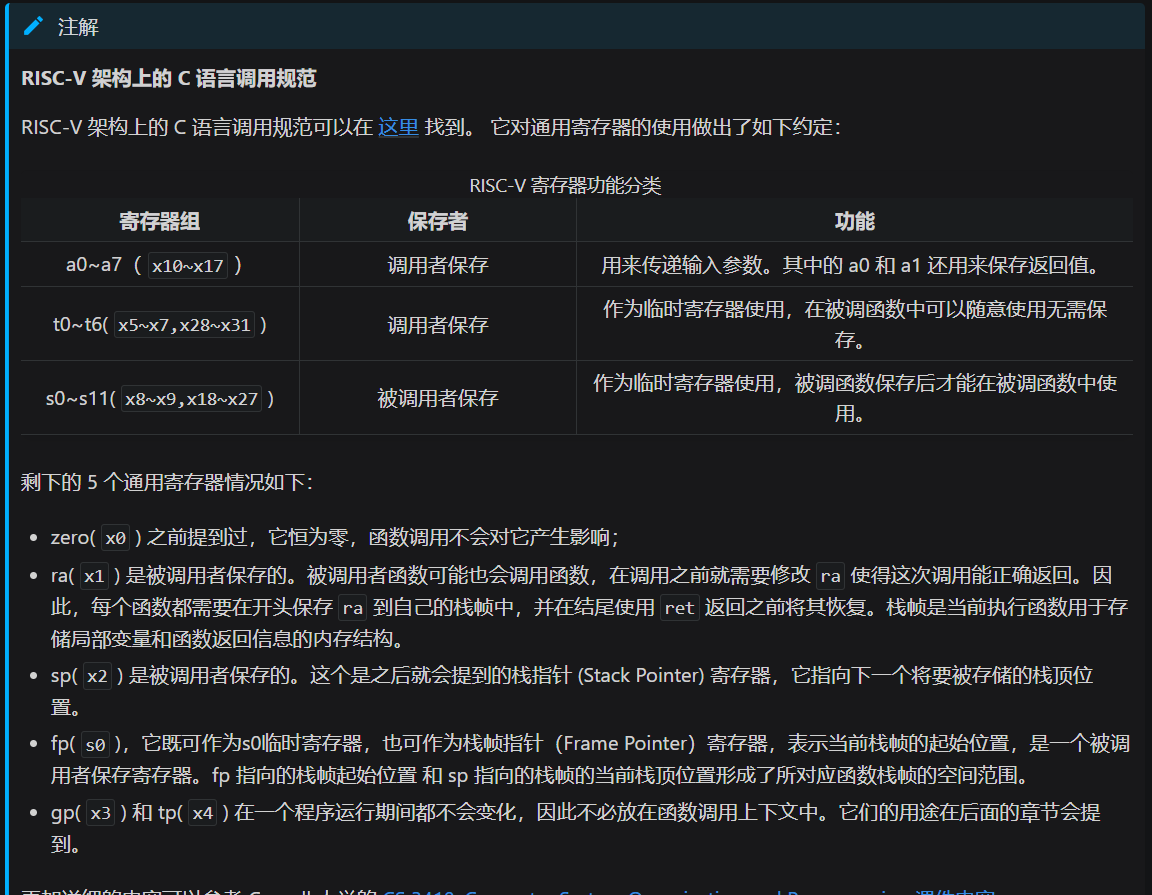 注解
RISC-V 架构上的 C 语言调用规范
RISC-V 架构上的 C 语言调用规范可以在 这里 找到。 它对通用寄存器的使用做出了如下约定：
RISC-V 寄存器功能分类
寄存器组 保存者 功能
a0~a7（ x10~x17 ） 调用者保存 用来传递输入参数。其中的 a0 和 a1 还用来保存返回值。
t0~t6( x5~x7,x28~x31 ) 调用者保存 作为临时寄存器使用，在被调函数中可以随意使用无需保
存。
s0~s11( x8~x9,x18~x27 ) 被调用者保存 作为临时寄存器使用，被调函数保存后才能在被调函数中使
用。
剩下的 5 个通用寄存器情况如下：
• zero( x0 ) 之前提到过，它恒为零，函数调用不会对它产生影响；
• ra( x1 ) 是被调用者保存的。被调用者函数可能也会调用函数，在调用之前就需要修改 ra 使得这次调用能正确返回。因
此，每个函数都需要在开头保存 ra 到自己的栈帧中，并在结尾使用 ret 返回之前将其恢复。栈帧是当前执行函数用于存
储局部变量和函数返回信息的内存结构。
• sp( x2 ) 是被调用者保存的。这个是之后就会提到的栈指针 (Stack Pointer) 寄存器，它指向下一个将要被存储的栈顶位
置。
• fp( s0 )，它既可作为s0临时寄存器，也可作为栈帧指针（Frame Pointer）寄存器，表示当前栈帧的起始位置，是一个被调
用者保存寄存器。fp 指向的栈帧起始位置 和 sp 指向的栈帧的当前栈顶位置形成了所对应函数栈帧的空间范围。
• gp( x3 ) 和 tp( x4 ) 在一个程序运行期间都不会变化，因此不必放在函数调用上下文中。它们的用途在后面的章节会提
到。